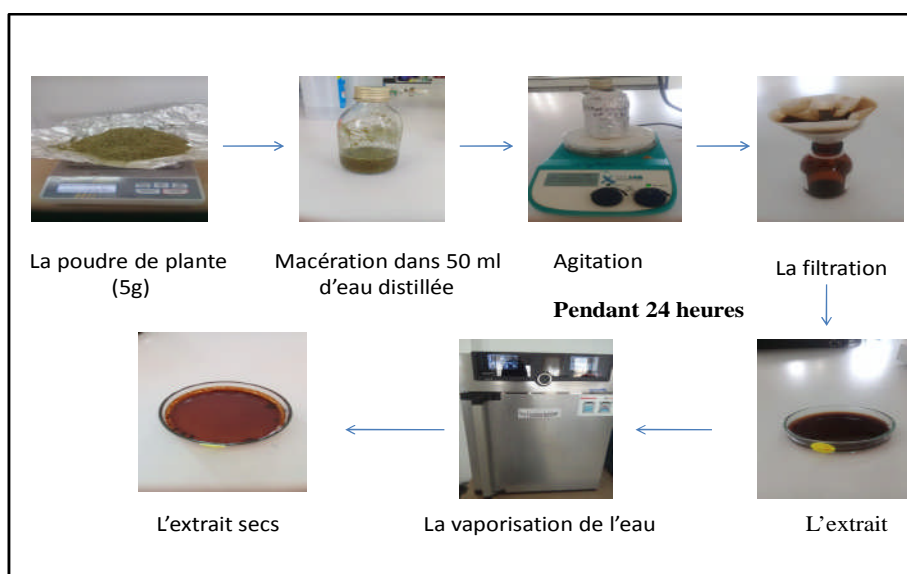 La poudre de plante
(5g)
Macération dans 50 ml
d'eau distillée
Agitation
Pendant 24 heures
La filtration
L'extrait
La vaporisation de l'eau
L'extrait secs